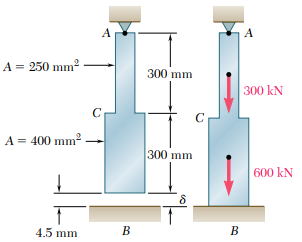 A
A
A = 250 mm²
300 mm
300 kN
C
C
A = 400 mm²
300 mm
600 kN
δ
4.5 mm
B
B